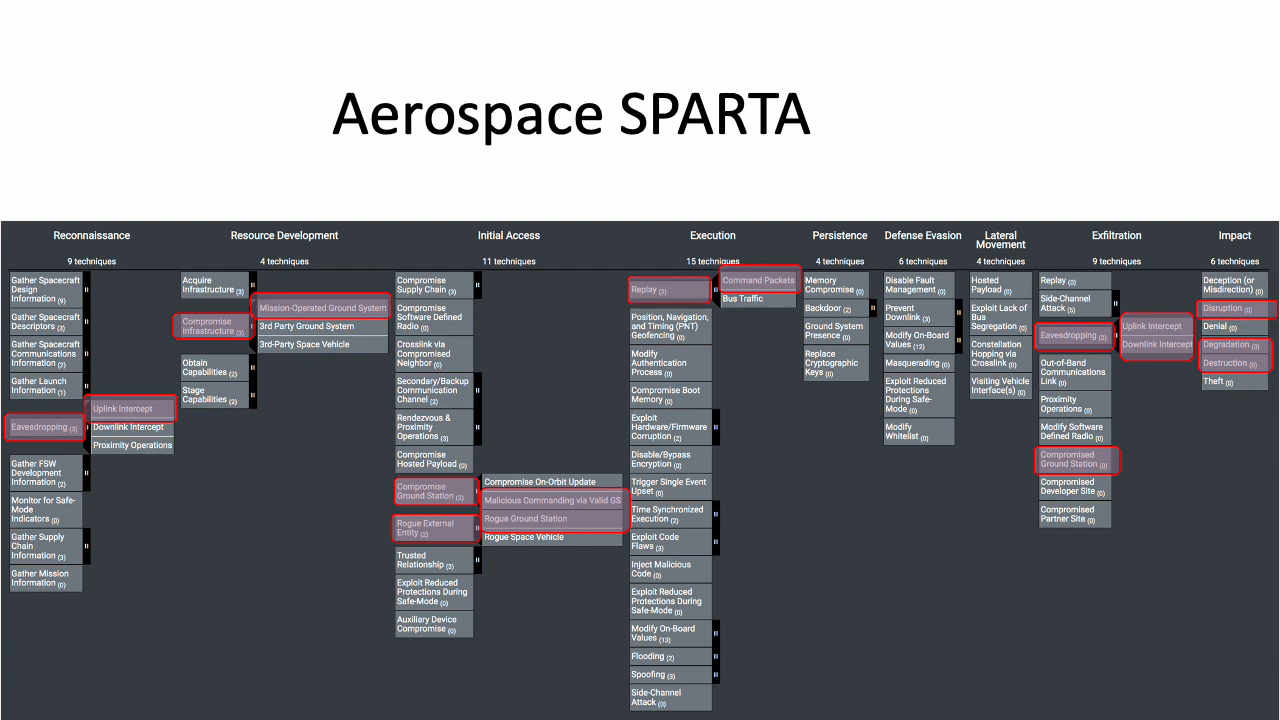 Aerospace SPARTA
Reconnaissance
9 techniques
Gather Spacecraft
Design
Information (9)
Gather Spacecraft
Descriptors (3)
Gather Spacecraft
Communications
Information (2)
Gather Launch
Information (1)
Eavesdropping (3)
Uplink Intercept
Downlink Intercept
Proximity Operations
Gather FSW
Development
Information (2)
Monitor for Safe-
Mode
Indicators (0)
Gather Supply
Chain
Information (3)
Gather Mission
Information (0)
Resource Development
4 techniques
Acquire
Infrastructure (3)
Compromise
Infrastructure (3)
Mission-Operated Ground System
3rd Party Ground System
3rd-Party Space Vehicle
Obtain
Capabilities (2)
Stage
Capabilities (2)
Initial Access
11 techniques
Compromise
Supply Chain (3)
Compromise
Software Defined
Radio (0)
Crosslink via
Compromised
Neighbor (0)
Secondary/Backup
Communication
Channel (2)
Rendezvous &
Proximity
Operations (3)
Compromise
Hosted Payload (0)
Compromise
Ground Station (2)
Compromise On-Orbit Update
Malicious Commanding via Valid GS
Rogue External
Entity (2)
Rogue Ground Station
Rogue Space Vehicle
Trusted
Relationship (3)
Exploit Reduced
Protections During
Safe-Mode (0)
Auxiliary Device
Compromise (0)
Execution
15 techniques
Replay (2)
Command Packets
Bus Traffic
Position, Navigation,
and Timing (PNT)
Geofencing (0)
Modify
Authentication
Process (0)
Compromise Boot
Memory (0)
Exploit
Hardware/Firmware
Corruption (2)
Disable/Bypass
Encryption (0)
Trigger Single Event
Upset (0)
Time Synchronized
Execution (2)
Exploit Code
Flaws (3)
Inject Malicious
Code (0)
Exploit Reduced
Protections During
Safe-Mode (0)
Modify On-Board
Values (13)
Flooding (2)
Spoofing (3)
Side-Channel
Attack (0)
Persistence
4 techniques
Memory
Compromise (0)
Backdoor (2)
Ground System
Presence (0)
Replace
Cryptographic
Keys (0)
Defense Evasion
6 techniques
Disable Fault
Management (0)
Prevent
Downlink (3)
Modify On-Board
Values (12)
Masquerading (0)
Exploit Reduced
Protections
During Safe-
Mode (0)
Modify
Whitelist (0)
Lateral
Movement
4 techniques
Hosted
Payload (0)
Exploit Lack of
Bus
Segregation (0)
Constellation
Hopping via
Crosslink (0)
Visiting Vehicle
Interface(s) (0)
Exfiltration
9 techniques
Replay (0)
Side-Channel
Attack (5)
Eavesdropping (2)
Uplink Intercept
Downlink Intercept
Out-of-Band
Communications
Link (0)
Proximity
Operations (0)
Modify Software
Defined Radio (0)
Compromised
Ground Station (0)
Compromised
Developer Site (0)
Compromised
Partner Site (0)
Impact
6 techniques
Deception (or
Misdirection) (0)
Disruption (0)
Denial (0)
Degradation (0)
Destruction (0)
Theft (0)